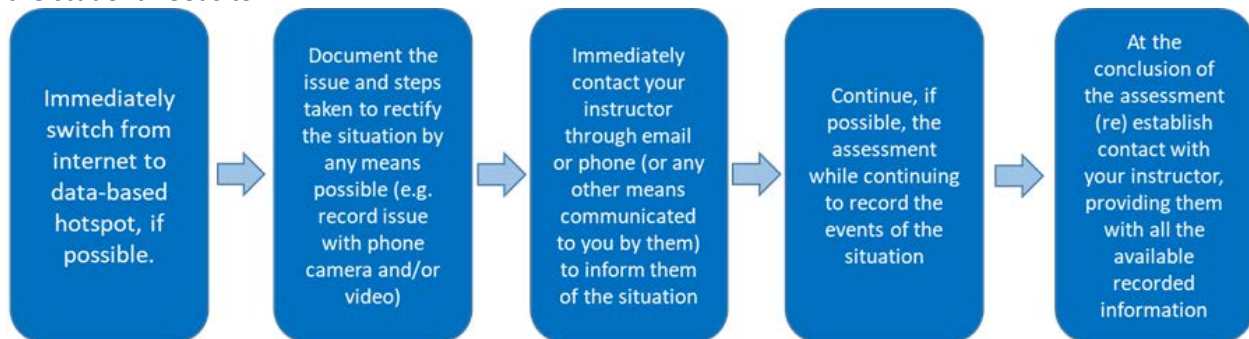 Immediately
switch from
internet to
data-based
hotspot, if
possible.
Document the
issue and steps
taken to rectify
the situation by
any means
possible (e.g.
record issue
with phone
camera and/or
video)
Immediately
contact your
instructor
through email
or phone (or any
other means
communicated
to you by them)
to inform them
of the situation
Continue, if
possible, the
assessment
while continuing
to record the
events of the
situation
At the
conclusion of
the assessment
(re) establish
contact with
your instructor,
providing them
with all the
available
recorded
information